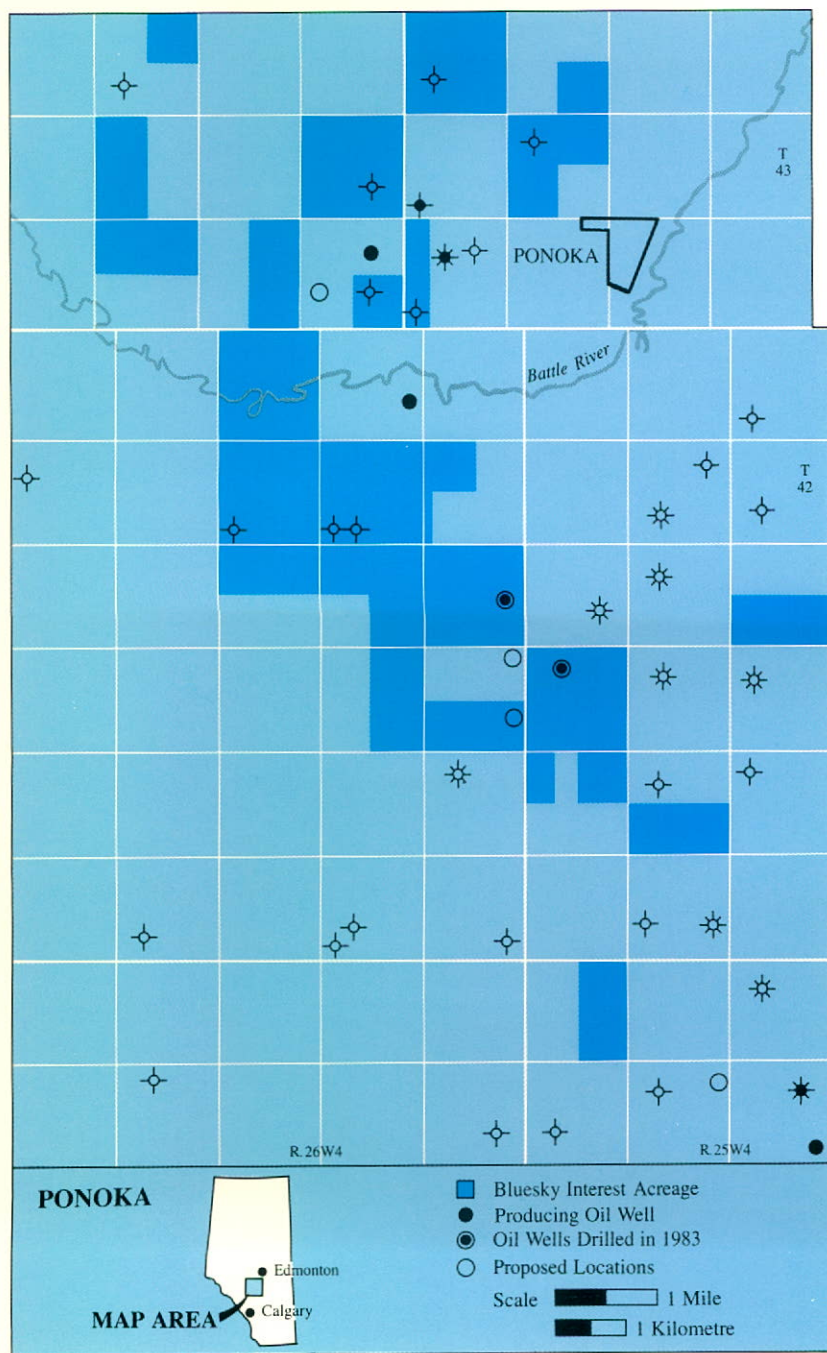 T
43
PONOKA
Battle River
T
42
R.26W4
R.25W4
PONOKA
Edmonton
Calgary
MAP AREA
Bluesky Interest Acreage
Producing Oil Well
Oil Wells Drilled in 1983
Proposed Locations
Scale
1 Mile
1 Kilometre